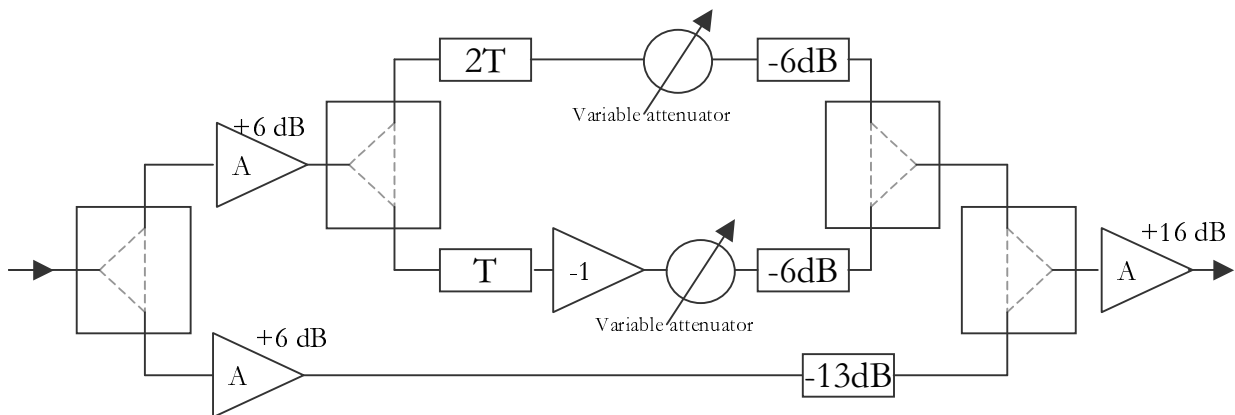 2T
-6dB
Variable attenuator
+6 dB
A
+16 dB
A
T
-1
-6dB
Variable attenuator
+6 dB
A
-13dB